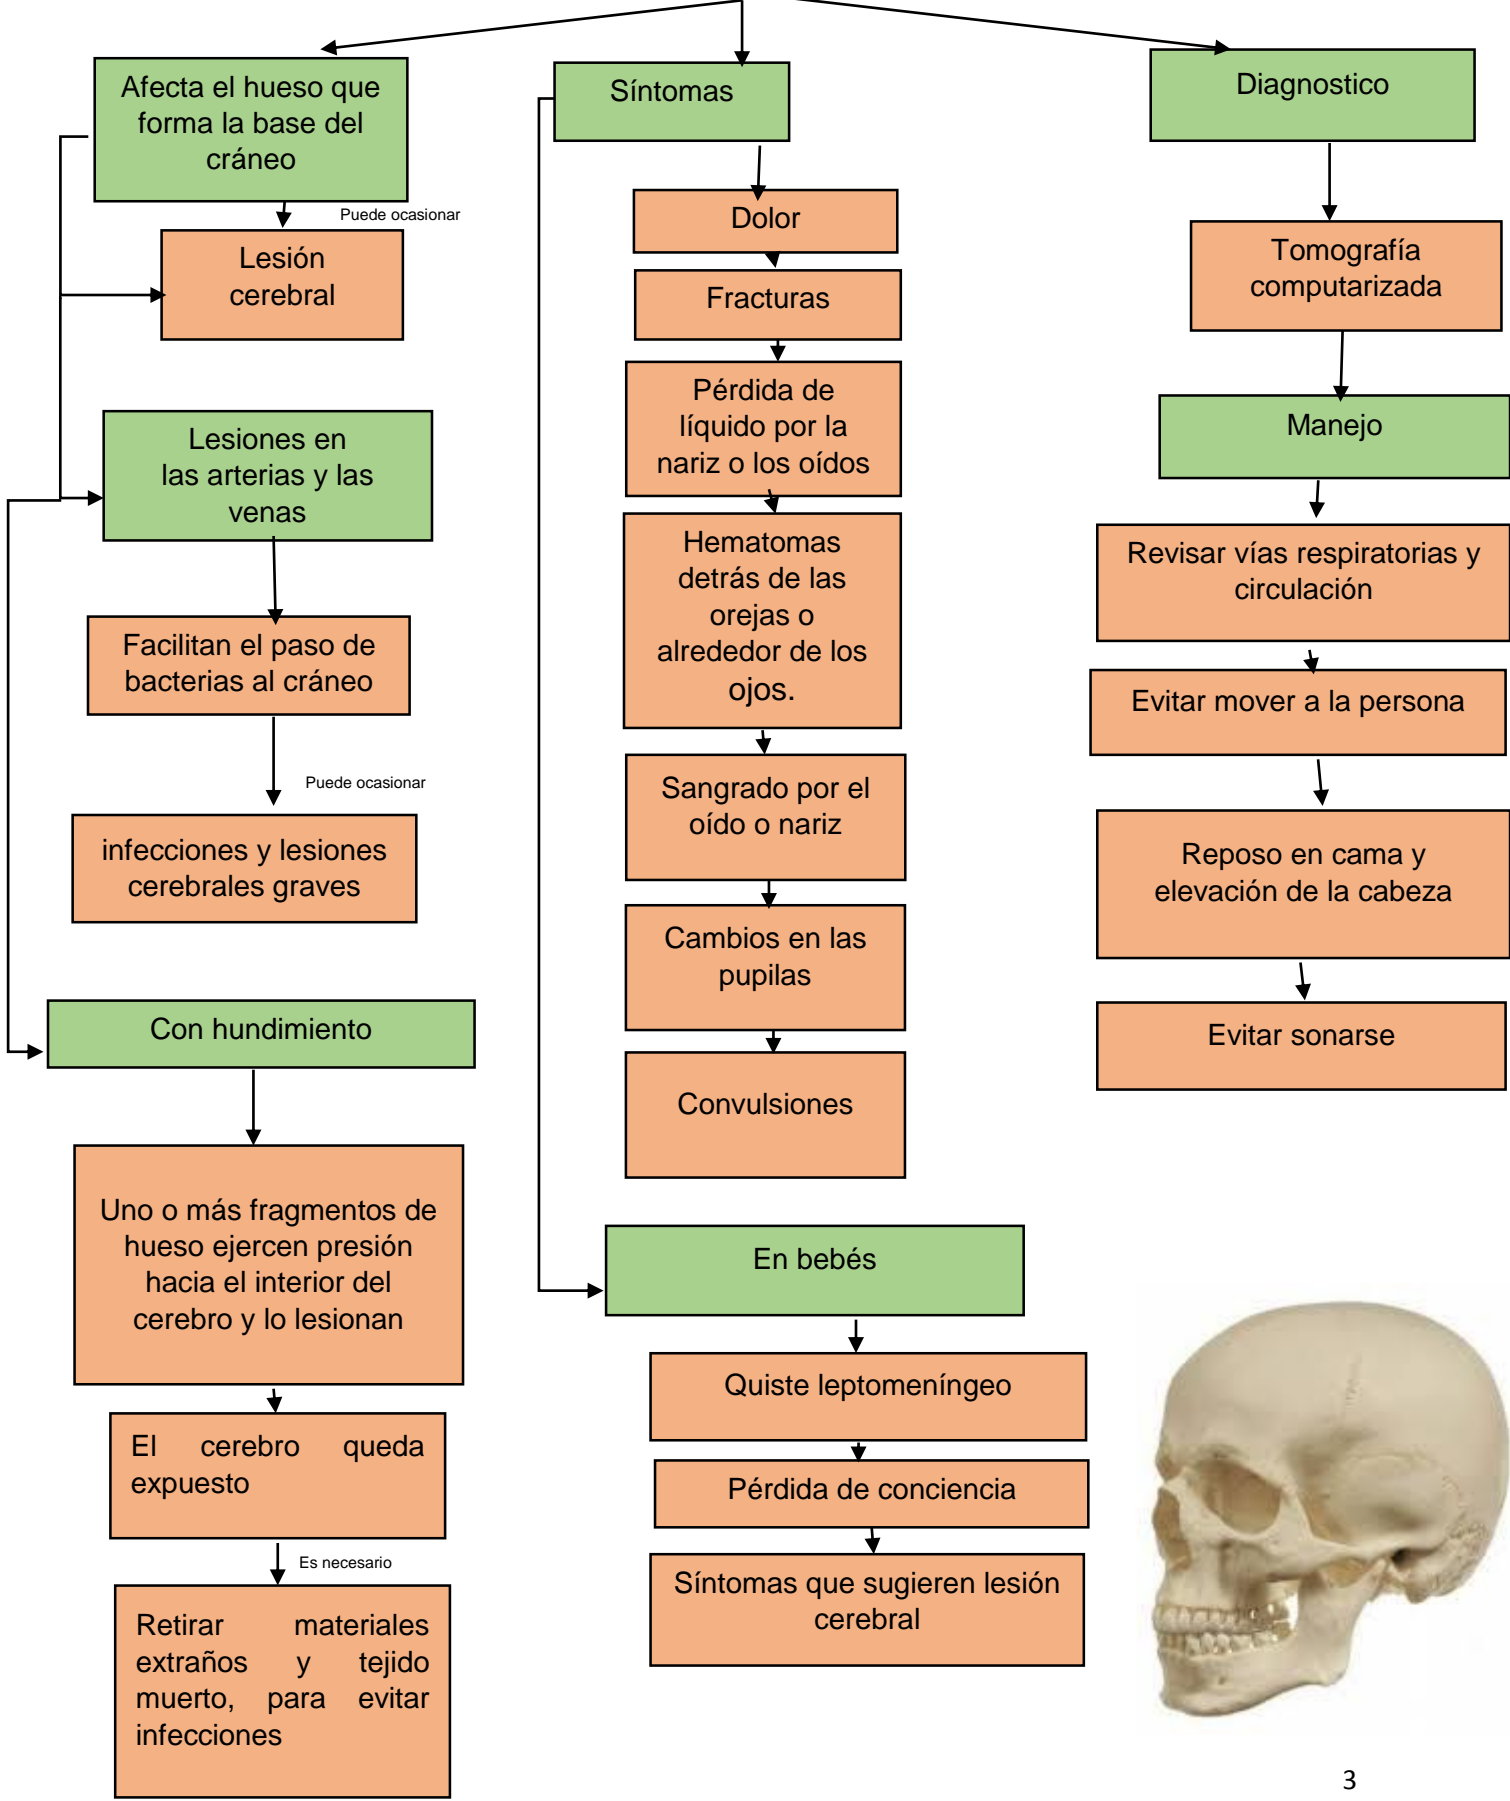 Afecta el hueso que
forma la base del
cráneo
Puede ocasionar
Lesión
cerebral
Lesiones en
las arterias y las
venas
Facilitan el paso de
bacterias al cráneo
Puede ocasionar
infecciones y lesiones
cerebrales graves
Con hundimiento
Uno o más fragmentos de
hueso ejercen presión
hacia el interior del
cerebro y lo lesionan
El cerebro queda
expuesto
Es necesario
Retirar materiales
extraños y tejido
muerto, para evitar
infecciones
Síntomas
Dolor
Fracturas
Pérdida de
líquido por la
nariz o los oídos
Hematomas
detrás de las
orejas o
alrededor de los
ojos.
Sangrado por el
oído o nariz
Cambios en las
pupilas
Convulsiones
En bebés
Quiste leptomeníngeo
Pérdida de conciencia
Síntomas que sugieren lesión
cerebral
Diagnostico
Tomografía
computarizada
Manejo
Revisar vías respiratorias y
circulación
Evitar mover a la persona
Reposo en cama y
elevación de la cabeza
Evitar sonarse
3